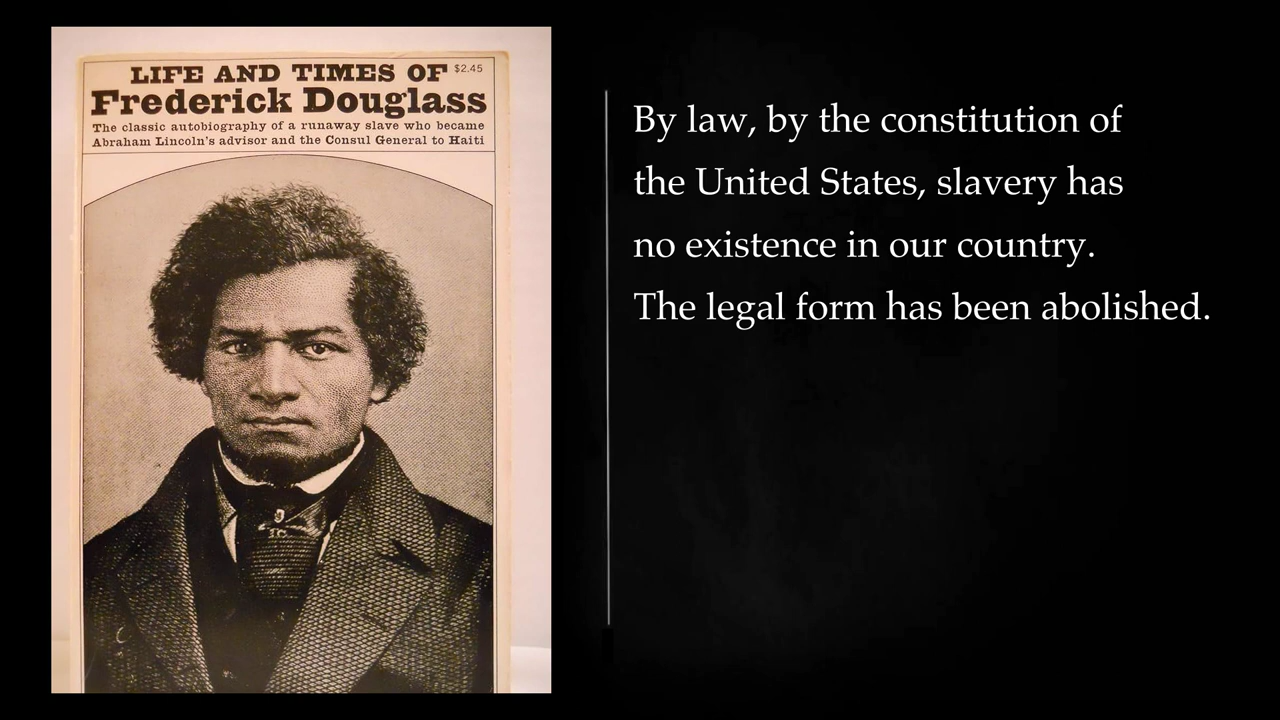 LIFE AND TIMES OF $2.45
Frederick Douglass
The classic autobiography of a runaway slave who became
Abraham Lincoln's advisor and the Consul General to Haiti
By law, by the constitution of
the United States, slavery has
no existence in our country.
The legal form has been abolished.